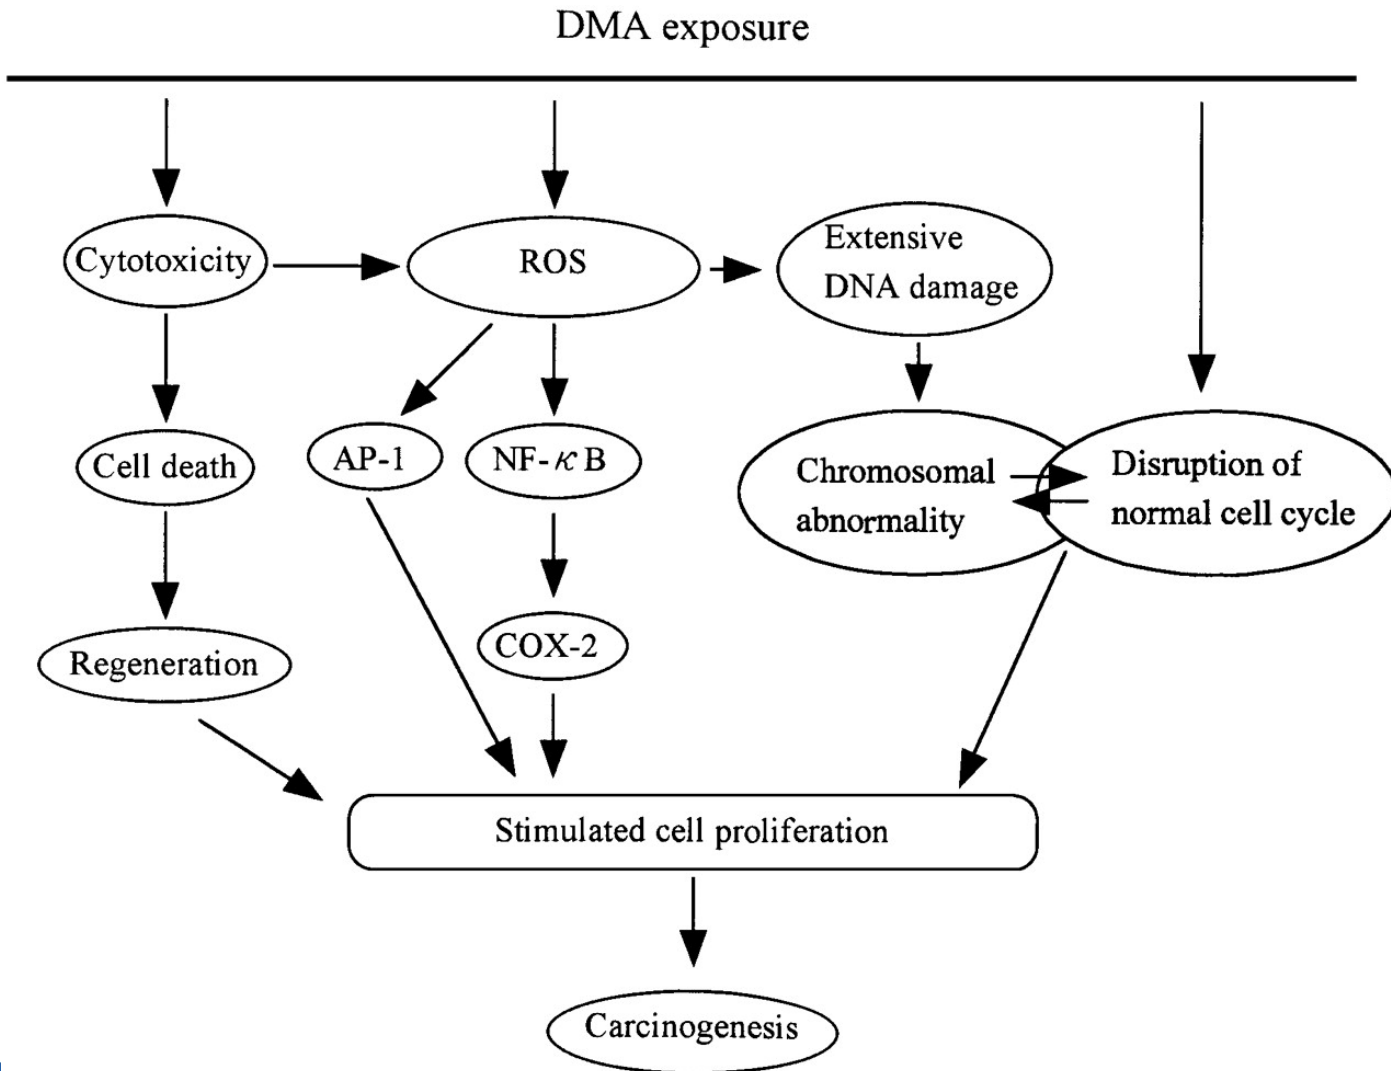 DMA exposure
Cytotoxicity
ROS
Extensive
DNA damage
Cell death
AP-1
NF-κB
Chromosomal
abnormality
Disruption of
normal cell cycle
COX-2
Regeneration
Stimulated cell proliferation
Carcinogenesis